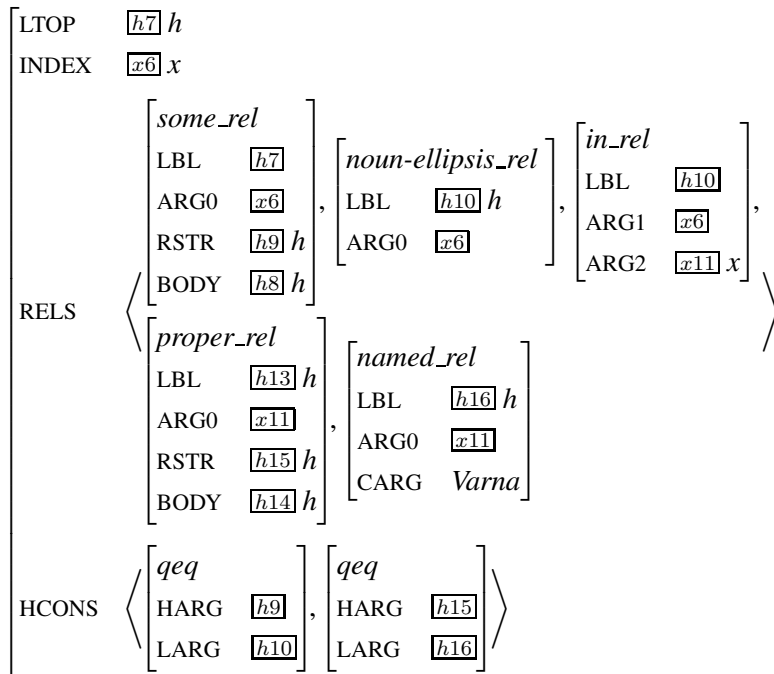 LTOP h7 h
INDEX x6 x
RELS
some_rel
LBL h7
ARG0 x6
RSTR h9 h
BODY h8 h
,
noun-ellipsis_rel
LBL h10 h
ARG0 x6
,
in_rel
LBL h10
ARG1 x6
ARG2 x11 x
,
proper_rel
LBL h13 h
ARG0 x11
RSTR h15 h
BODY h14 h
,
named_rel
LBL h16 h
ARG0 x11
CARG Varna
HCONS
qeq
HARG h9
LARG h10
,
qeq
HARG h15
LARG h16